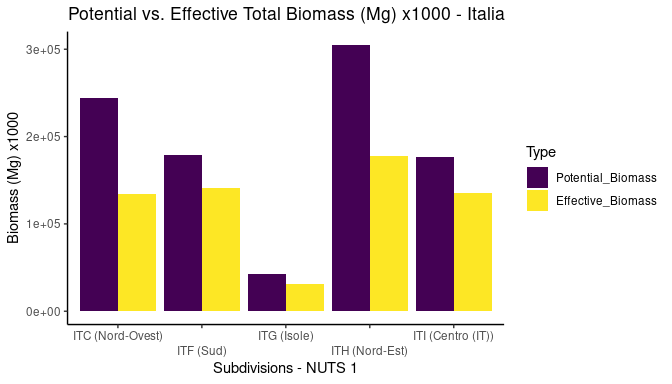 Potential vs. Effective Total Biomass (Mg) x1000 - Italia
3e+05
2e+05
1e+05
0e+00
Biomass (Mg) x1000
ITC (Nord-Ovest)
ITF (Sud)
ITG (Isole)
ITH (Nord-Est)
ITI (Centro (IT))
Subdivisions - NUTS 1
Type
Potential_Biomass
Effective_Biomass